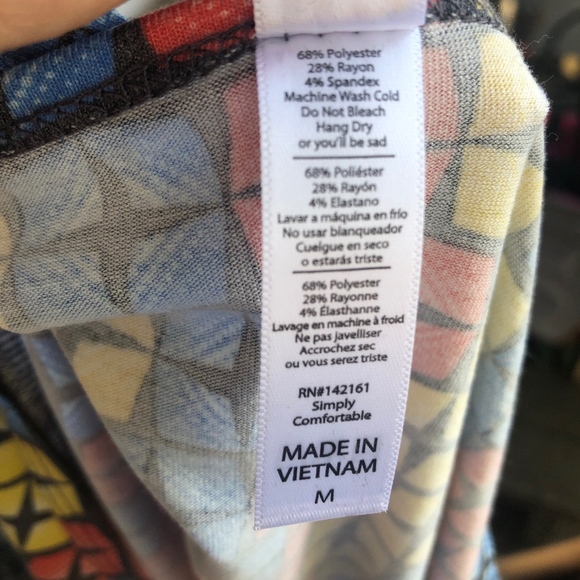 68% Polyester
28% Rayon
4% Spandex
Machine Wash Cold
Do Not Bleach
Hang Dry
or you'll be sad
68% Poliéster
28% Rayón
4% Elastano
Lavar a máquina en frío
No usar blanqueador
Cuelgue en seco
o estarás triste
68% Polyester
28% Rayonne
4% Élasthanne
Lavage en machine à froid
Ne pas javelliser
Accrochez sec
ou vous serez triste
RN#142161
Simply
Comfortable
MADE IN
VIETNAM
M